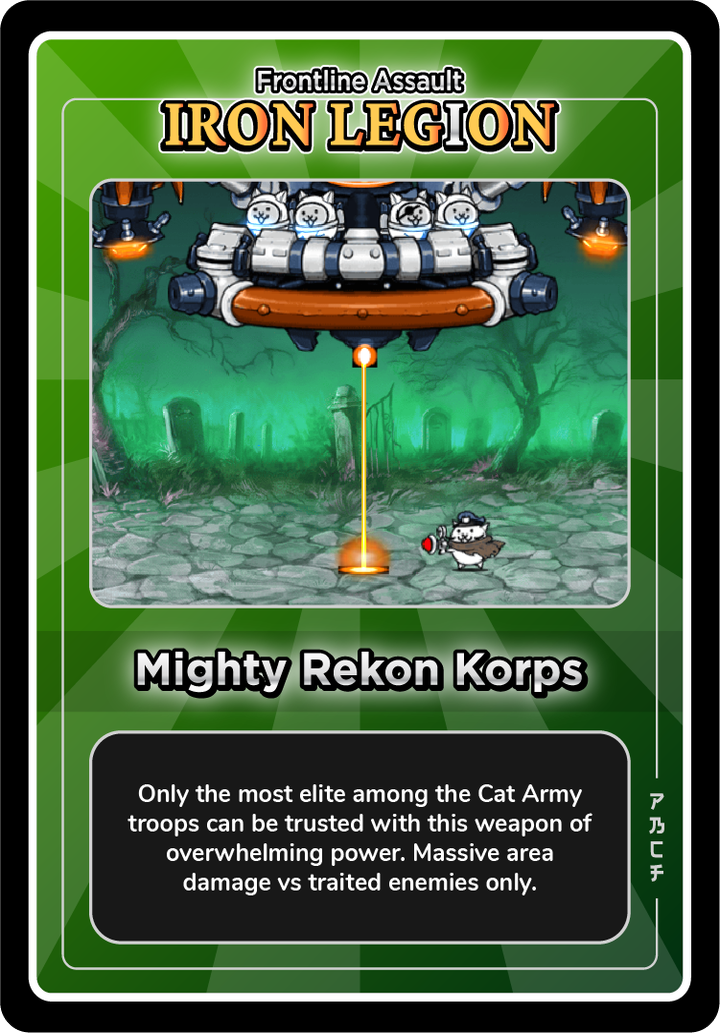 Frontline Assault
IRON LEGION
Mighty Rekon Korps
Only the most elite among the Cat Army
troops can be trusted with this weapon of
overwhelming power. Massive area
damage vs traited enemies only.